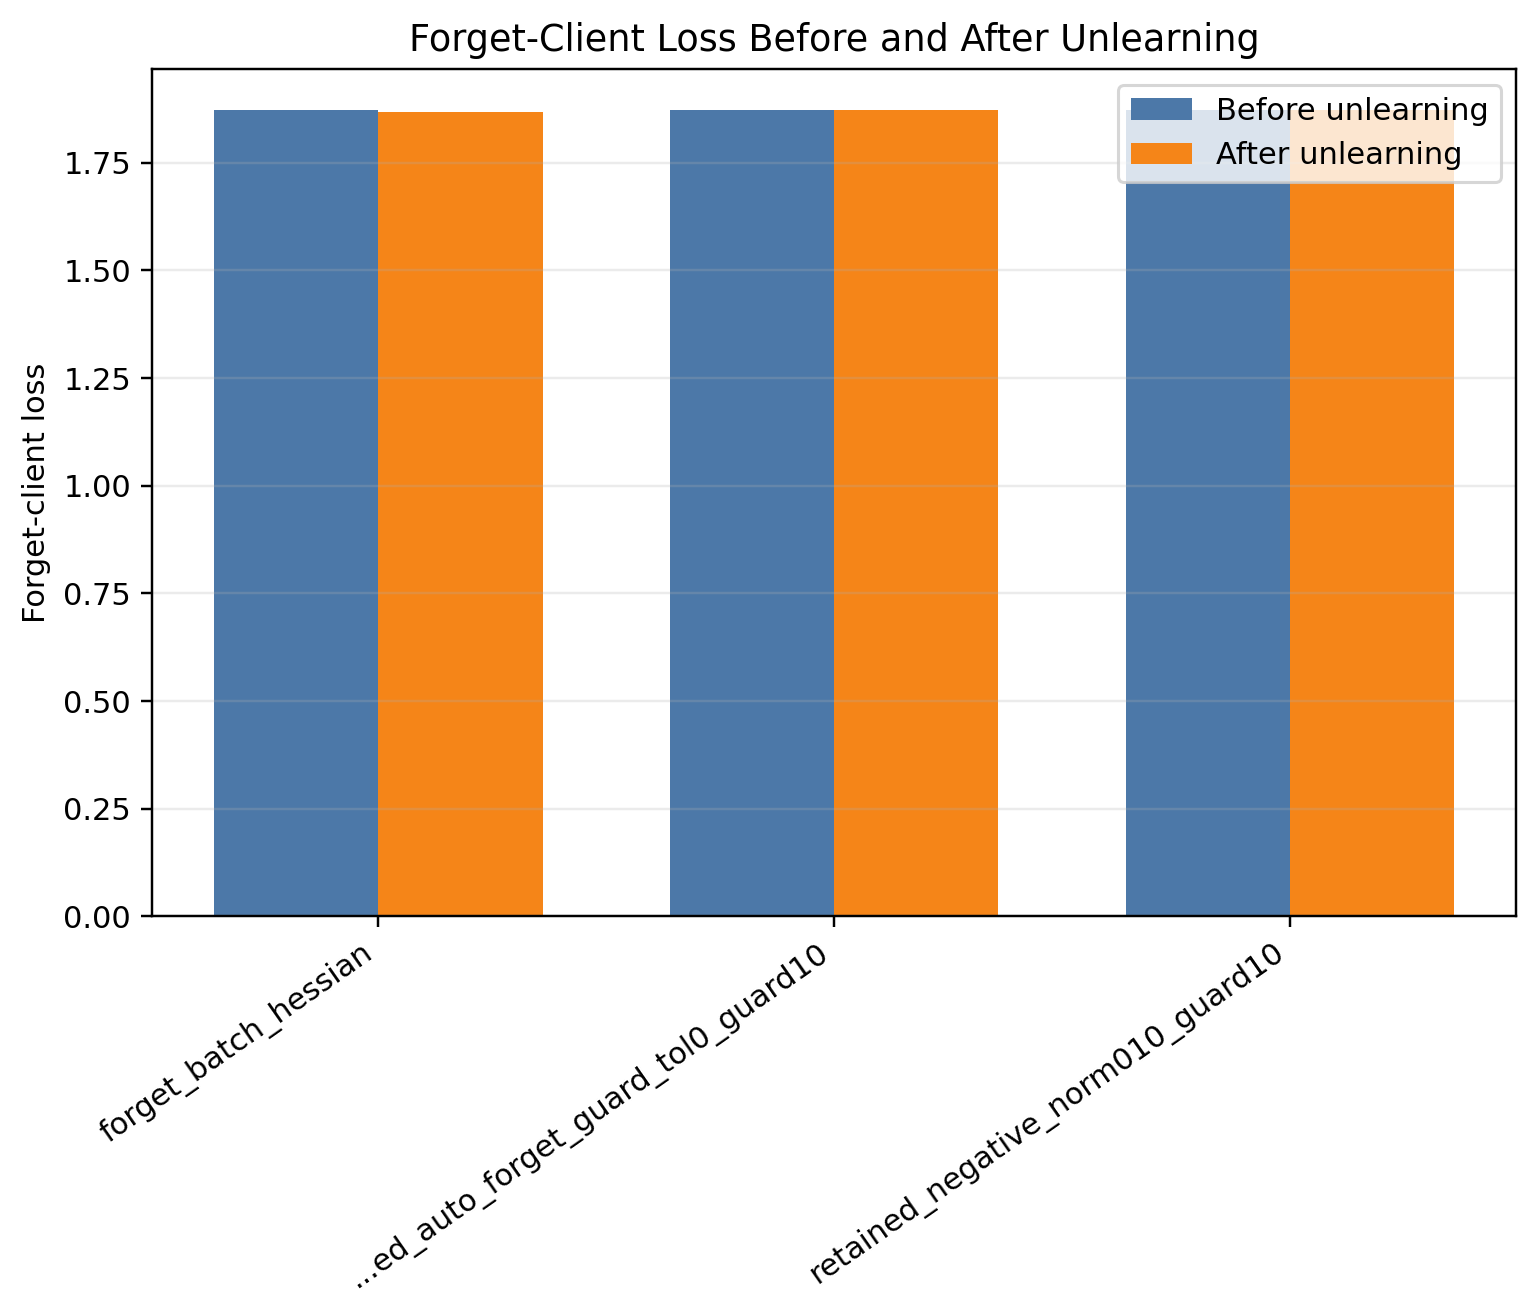 Forget-Client Loss Before and After Unlearning
Before unlearning
After unlearning
Forget-client loss
1.75
1.50
1.25
1.00
0.75
0.50
0.25
0.00
forget_batch_hessian
...ed_auto_forget_guard_tol0_guard10
retained_negative_norm010_guard10